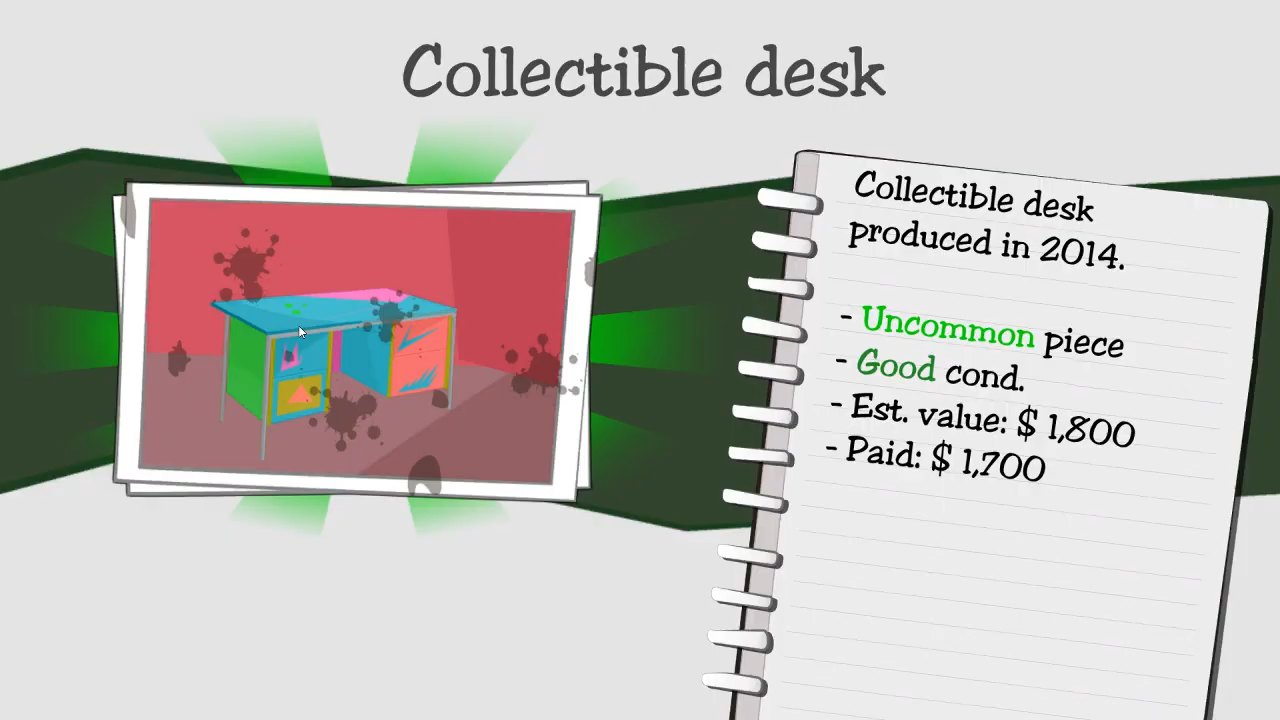 Collectible desk
Collectible desk
produced in 2014.
- Uncommon piece
- Good cond.
- Est. value: $ 1,800
- Paid: $ 1,700